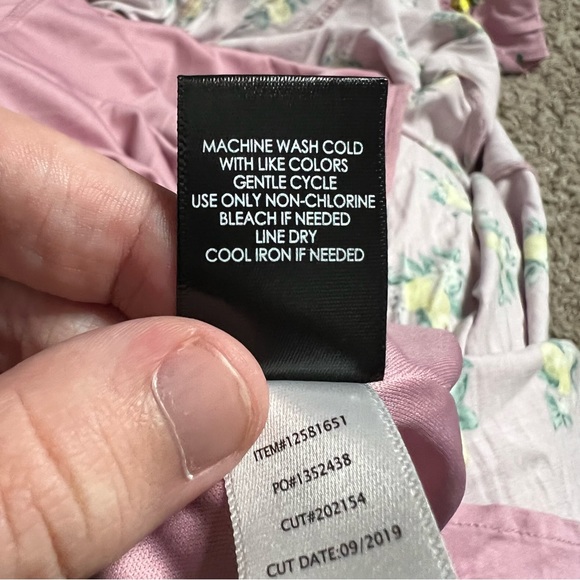 MACHINE WASH COLD
WITH LIKE COLORS
GENTLE CYCLE
USE ONLY NON-CHLORINE
BLEACH IF NEEDED
LINE DRY
COOL IRON IF NEEDED
ITEM#12581651
PO#1352438
CUT#202154
CUT DATE:09/2019